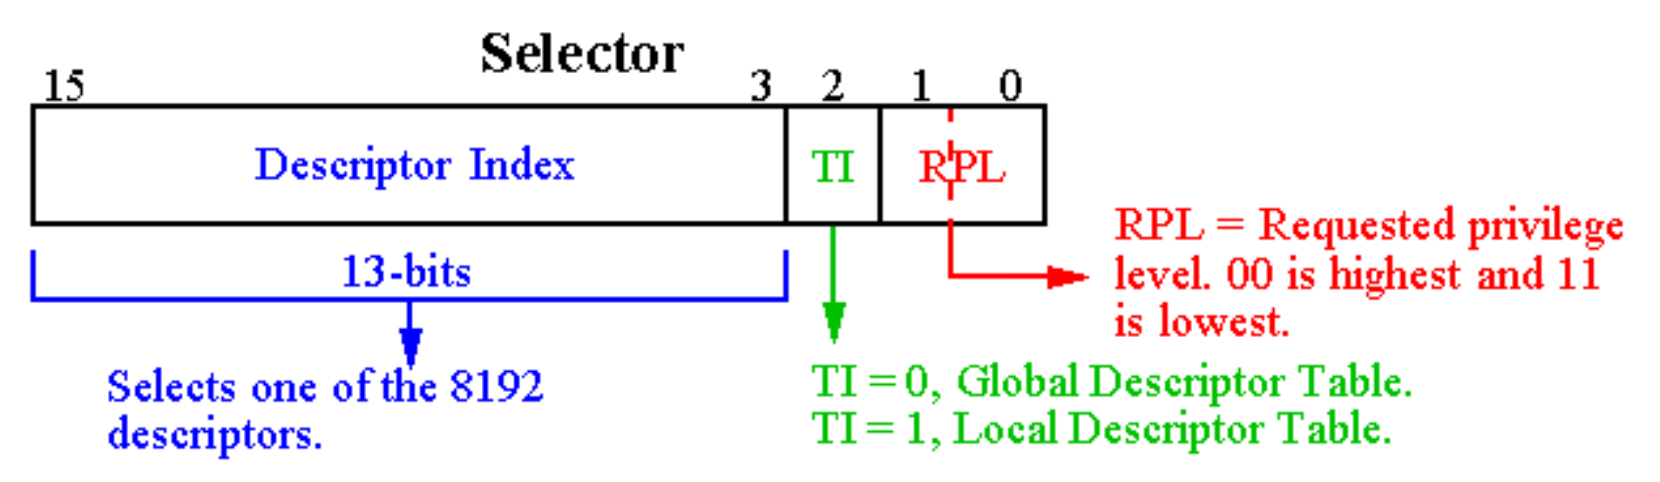 Selector
15 3 2 1 0
Descriptor Index TI RPL
13-bits
RPL = Requested privilege
level. 00 is highest and 11
is lowest.
Selects one of the 8192
descriptors.
TI = 0, Global Descriptor Table.
TI = 1, Local Descriptor Table.